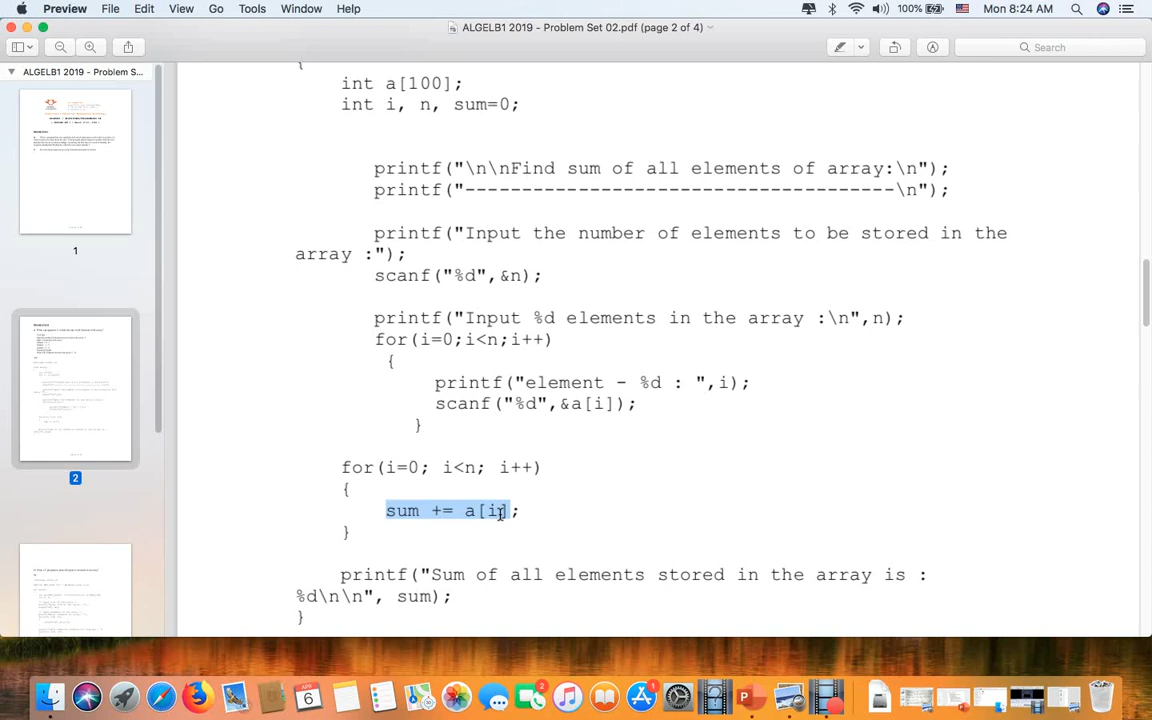 Preview File Edit View Go Tools Window Help 100% Mon 8:24 AM
ALGELB1 2019 - Problem Set 02.pdf (page 2 of 4)
Search
ALGELB1 2019 - Problem S...
1
2
{
int a[100];
int i, n, sum=0;
printf("\n\nFind sum of all elements of array:\n");
printf("--------------------------------------\n");
printf("Input the number of elements to be stored in the
array :");
scanf("%d",&n);
printf("Input %d elements in the array :\n",n);
for(i=0;i<n;i++)
{
printf("element - %d : ",i);
scanf("%d",&a[i]);
}
for(i=0; i<n; i++)
{
sum += a[i];
}
printf("Sum of all elements stored in the array is :
%d\n\n", sum);
}
APR
6
2
1